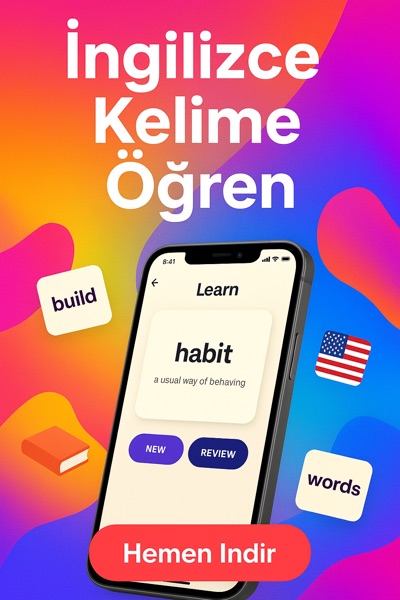 İngilizce
Kelime
Öğren
8:41
Learn
build
habit
a usual way of behaving
NEW
REVIEW
words
Hemen Indir